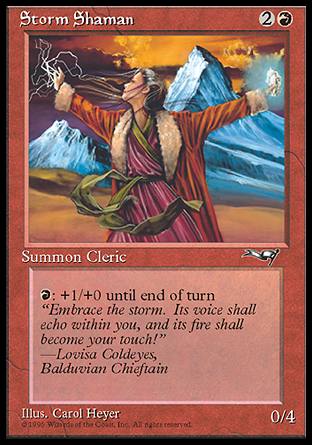 Storm Shaman 2
Summon Cleric
: +1/+0 until end of turn
"Embrace the storm. Its voice shall
echo within you, and its fire shall
become your touch!"
—Lovisa Coldeyes,
Balduvian Chieftain
Illus. Carol Heyer
©1996 Wizards of the Coast, Inc. All rights reserved.
0/4